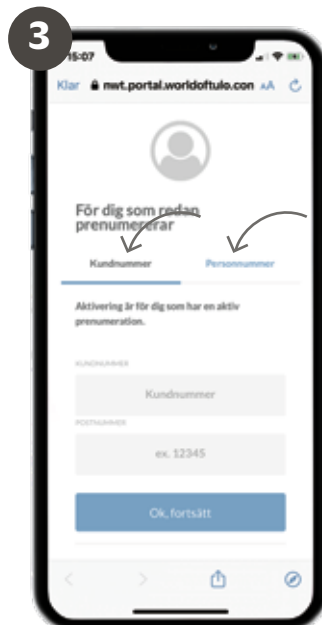 3
15:07
Klar nwt.portal.worldoftulo.con AA
För dig som redan
prenumererar
Kundnummer Personnummer
Aktivering är för dig som har en aktiv
prenumeration.
KUNDNUMMER
Kundnummer
POSTNUMMER
ex. 12345
Ok, fortsätt